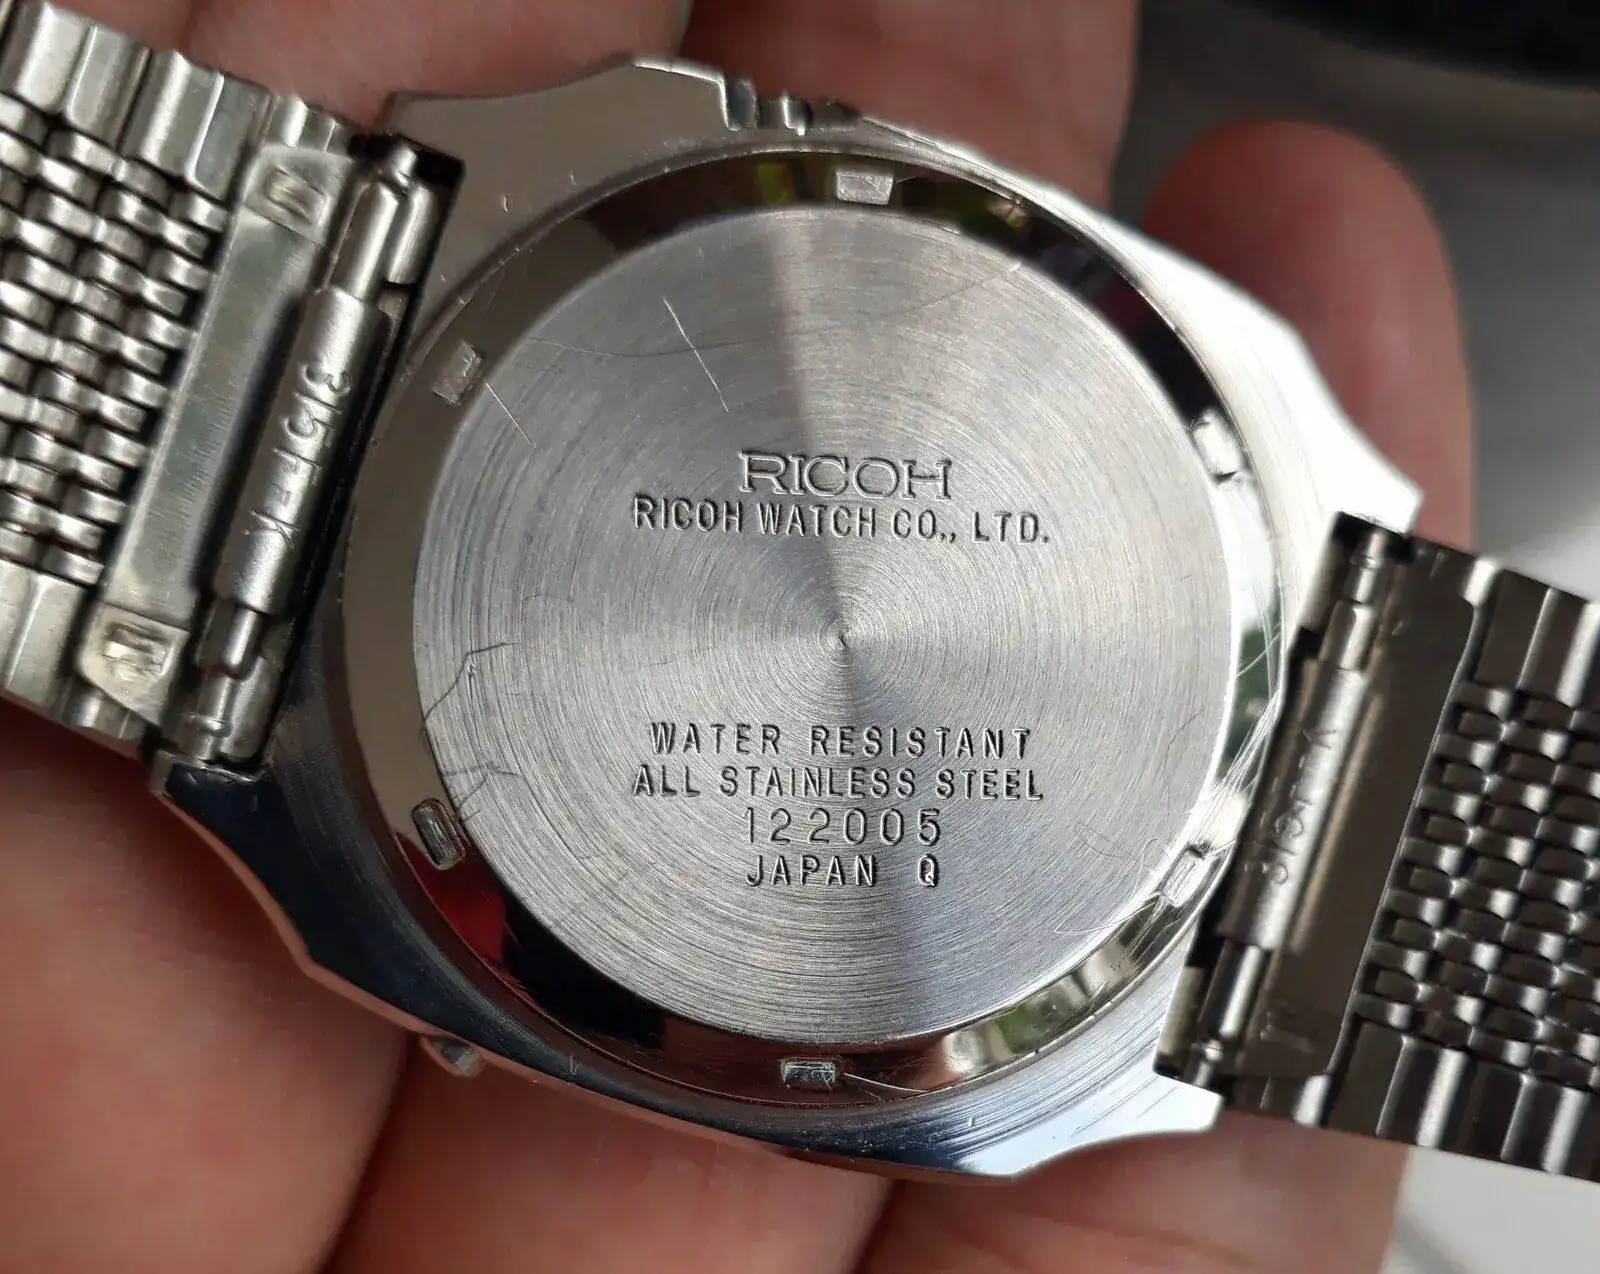 RICOH
RICOH WATCH CO., LTD.
WATER RESISTANT
ALL STAINLESS STEEL
122005
JAPAN Q